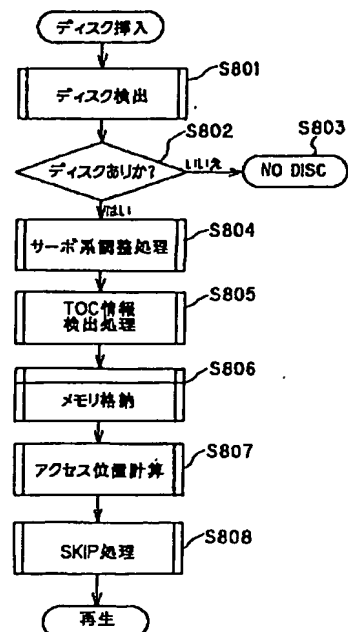 ディスク挿入
S801
ディスク検出
S802
S803
ディスクありか?
いいえ
NO DISC
はい
S804
サーボ系調整処理
S805
TOC情報
検出処理
S806
メモリ格納
S807
アクセス位置計算
S808
SKIP処理
再生